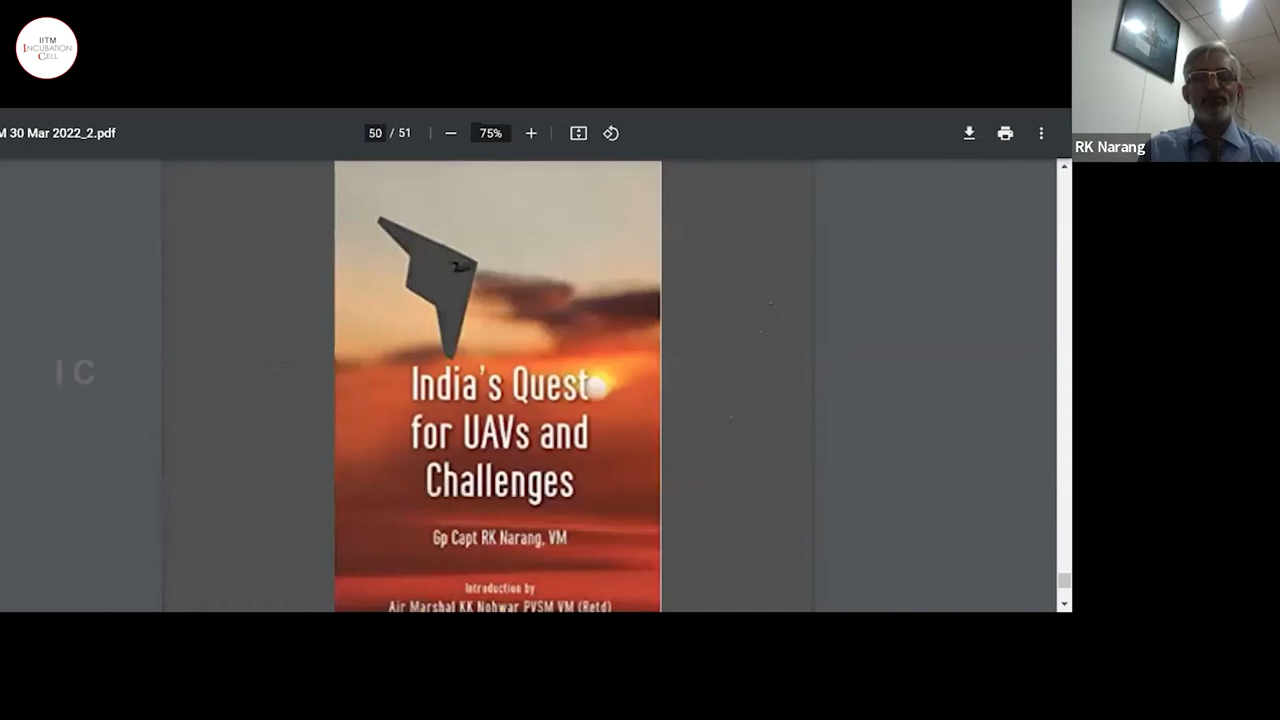 IITM
INCUBATION
CELL
M 30 Mar 2022_2.pdf
50 / 51
75%
RK Narang
I C
India's Quest
for UAVs and
Challenges
Gp Capt RK Narang, VM
Introduction by
Air Marshal KK Nohwar PVSM VM (Retd)